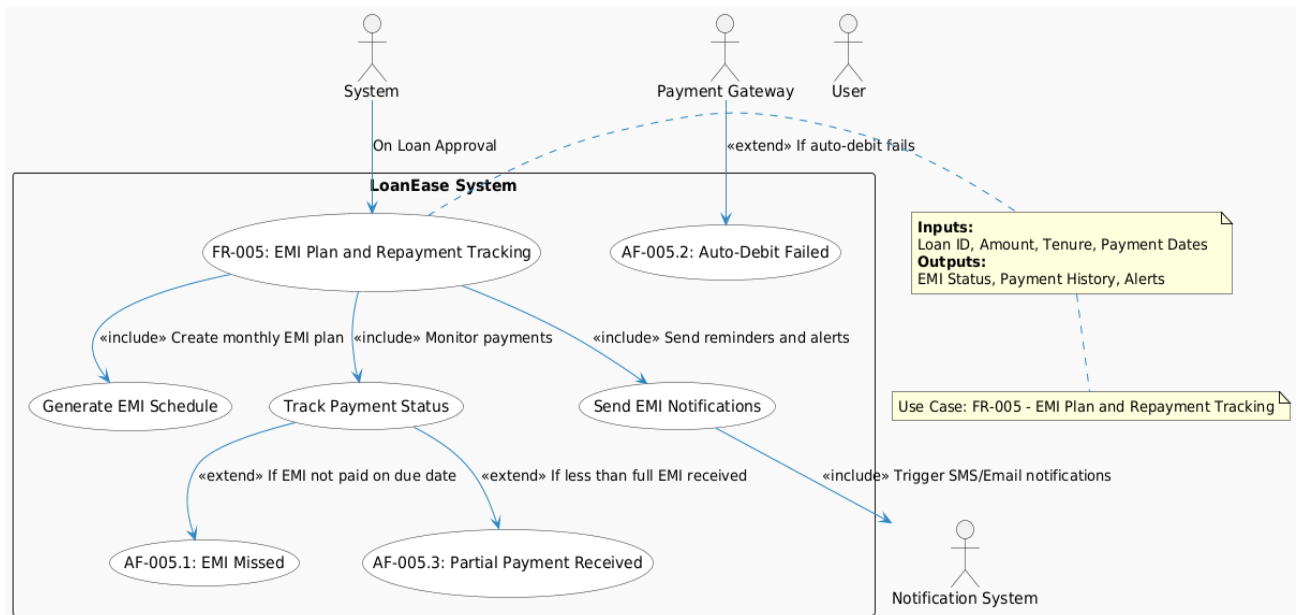 System
Payment Gateway
User
On Loan Approval
«extend» If auto-debit fails
LoanEase System
FR-005: EMI Plan and Repayment Tracking
AF-005.2: Auto-Debit Failed
Inputs:
Loan ID, Amount, Tenure, Payment Dates
Outputs:
EMI Status, Payment History, Alerts
«include» Create monthly EMI plan
«include» Monitor payments
«include» Send reminders and alerts
Generate EMI Schedule
Track Payment Status
Send EMI Notifications
Use Case: FR-005 - EMI Plan and Repayment Tracking
«extend» If EMI not paid on due date
«extend» If less than full EMI received
«include» Trigger SMS/Email notifications
AF-005.1: EMI Missed
AF-005.3: Partial Payment Received
Notification System